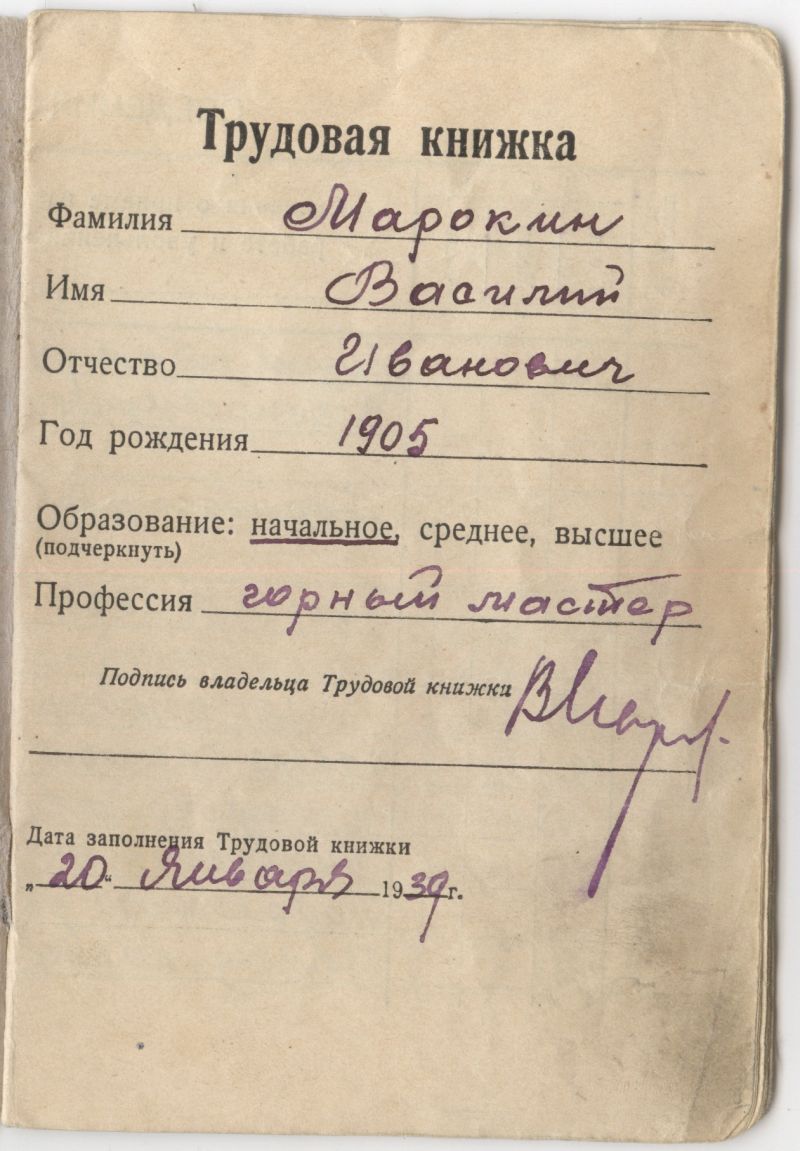 Трудовая книжка
Фамилия Марокин
Имя Василий
Отчество Иванович
Год рождения 1905
Образование: начальное, среднее, высшее
(подчеркнуть)
Профессия горный мастер
Подпись владельца Трудовой книжки
Дата заполнения Трудовой книжки
„20“ Января 1939 г.